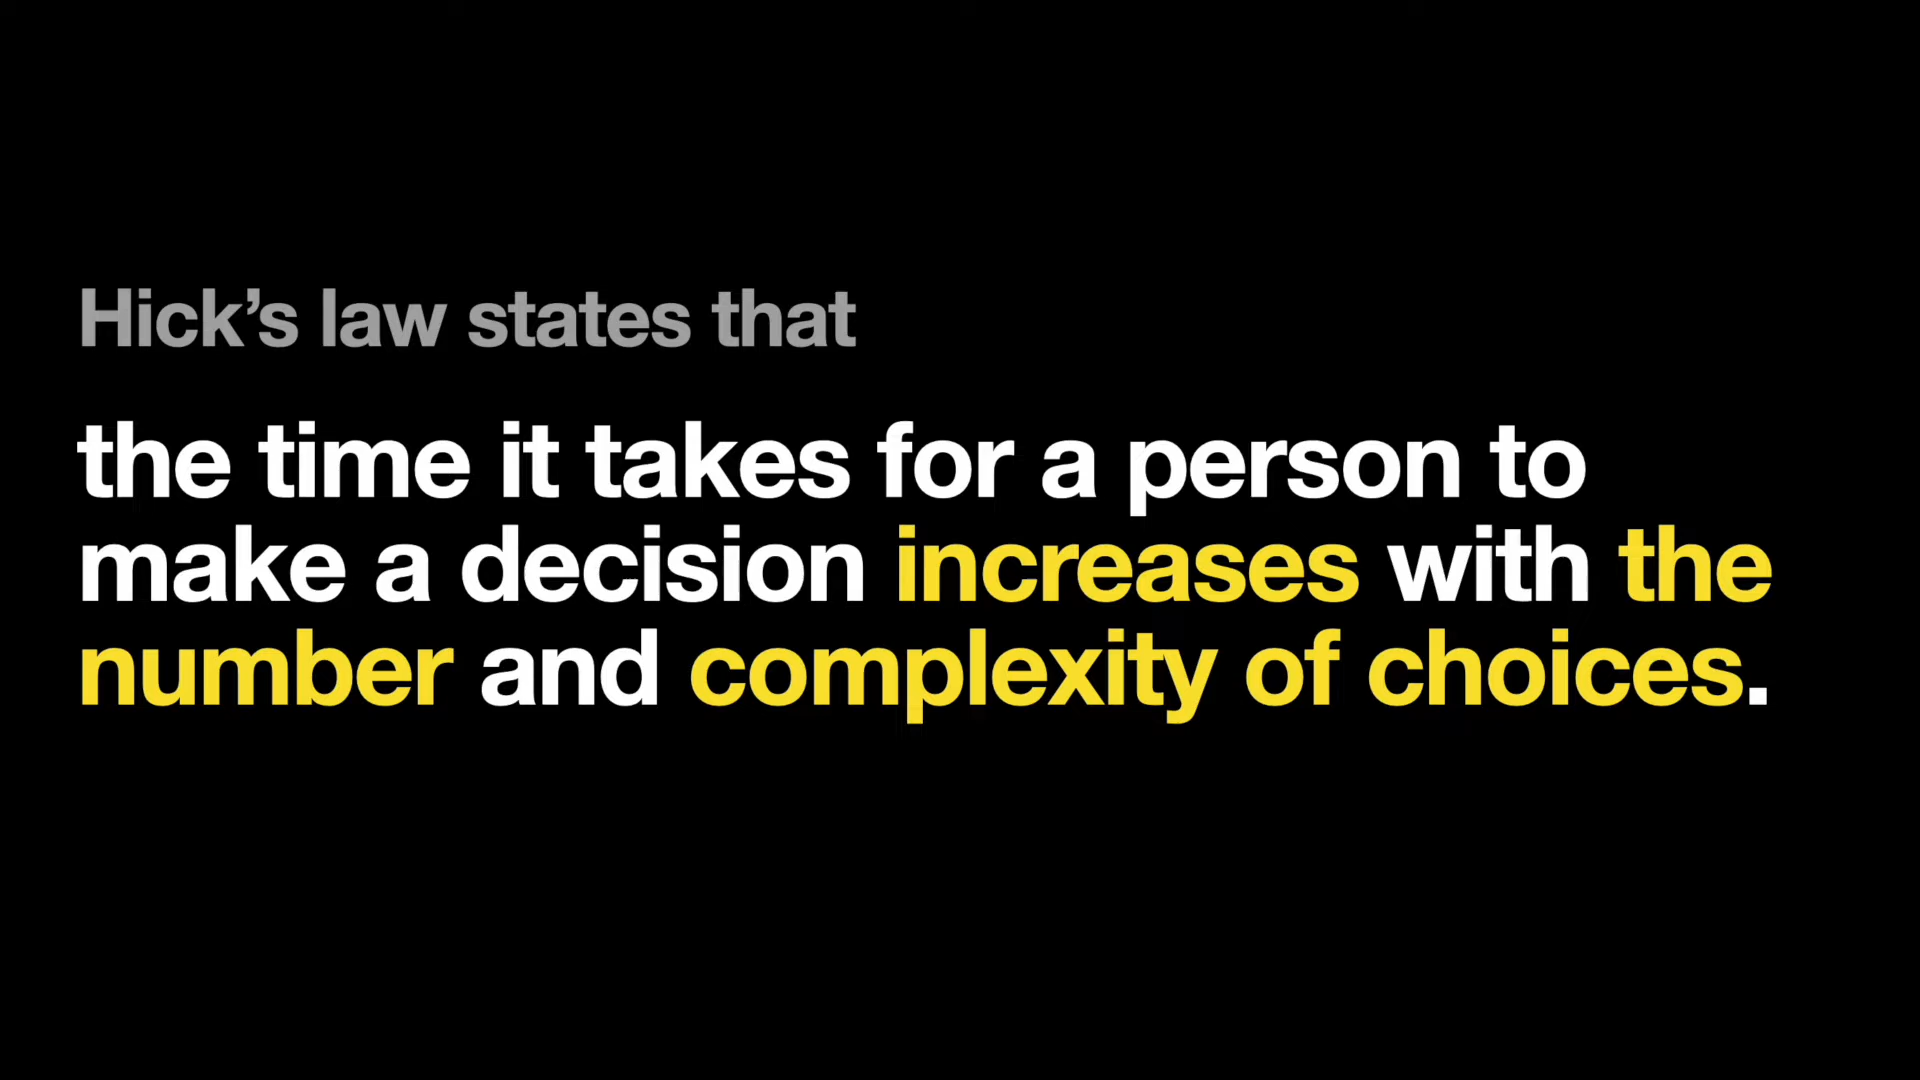 Hick’s law states that
the time it takes for a person to
make a decision increases with the
number and complexity of choices.